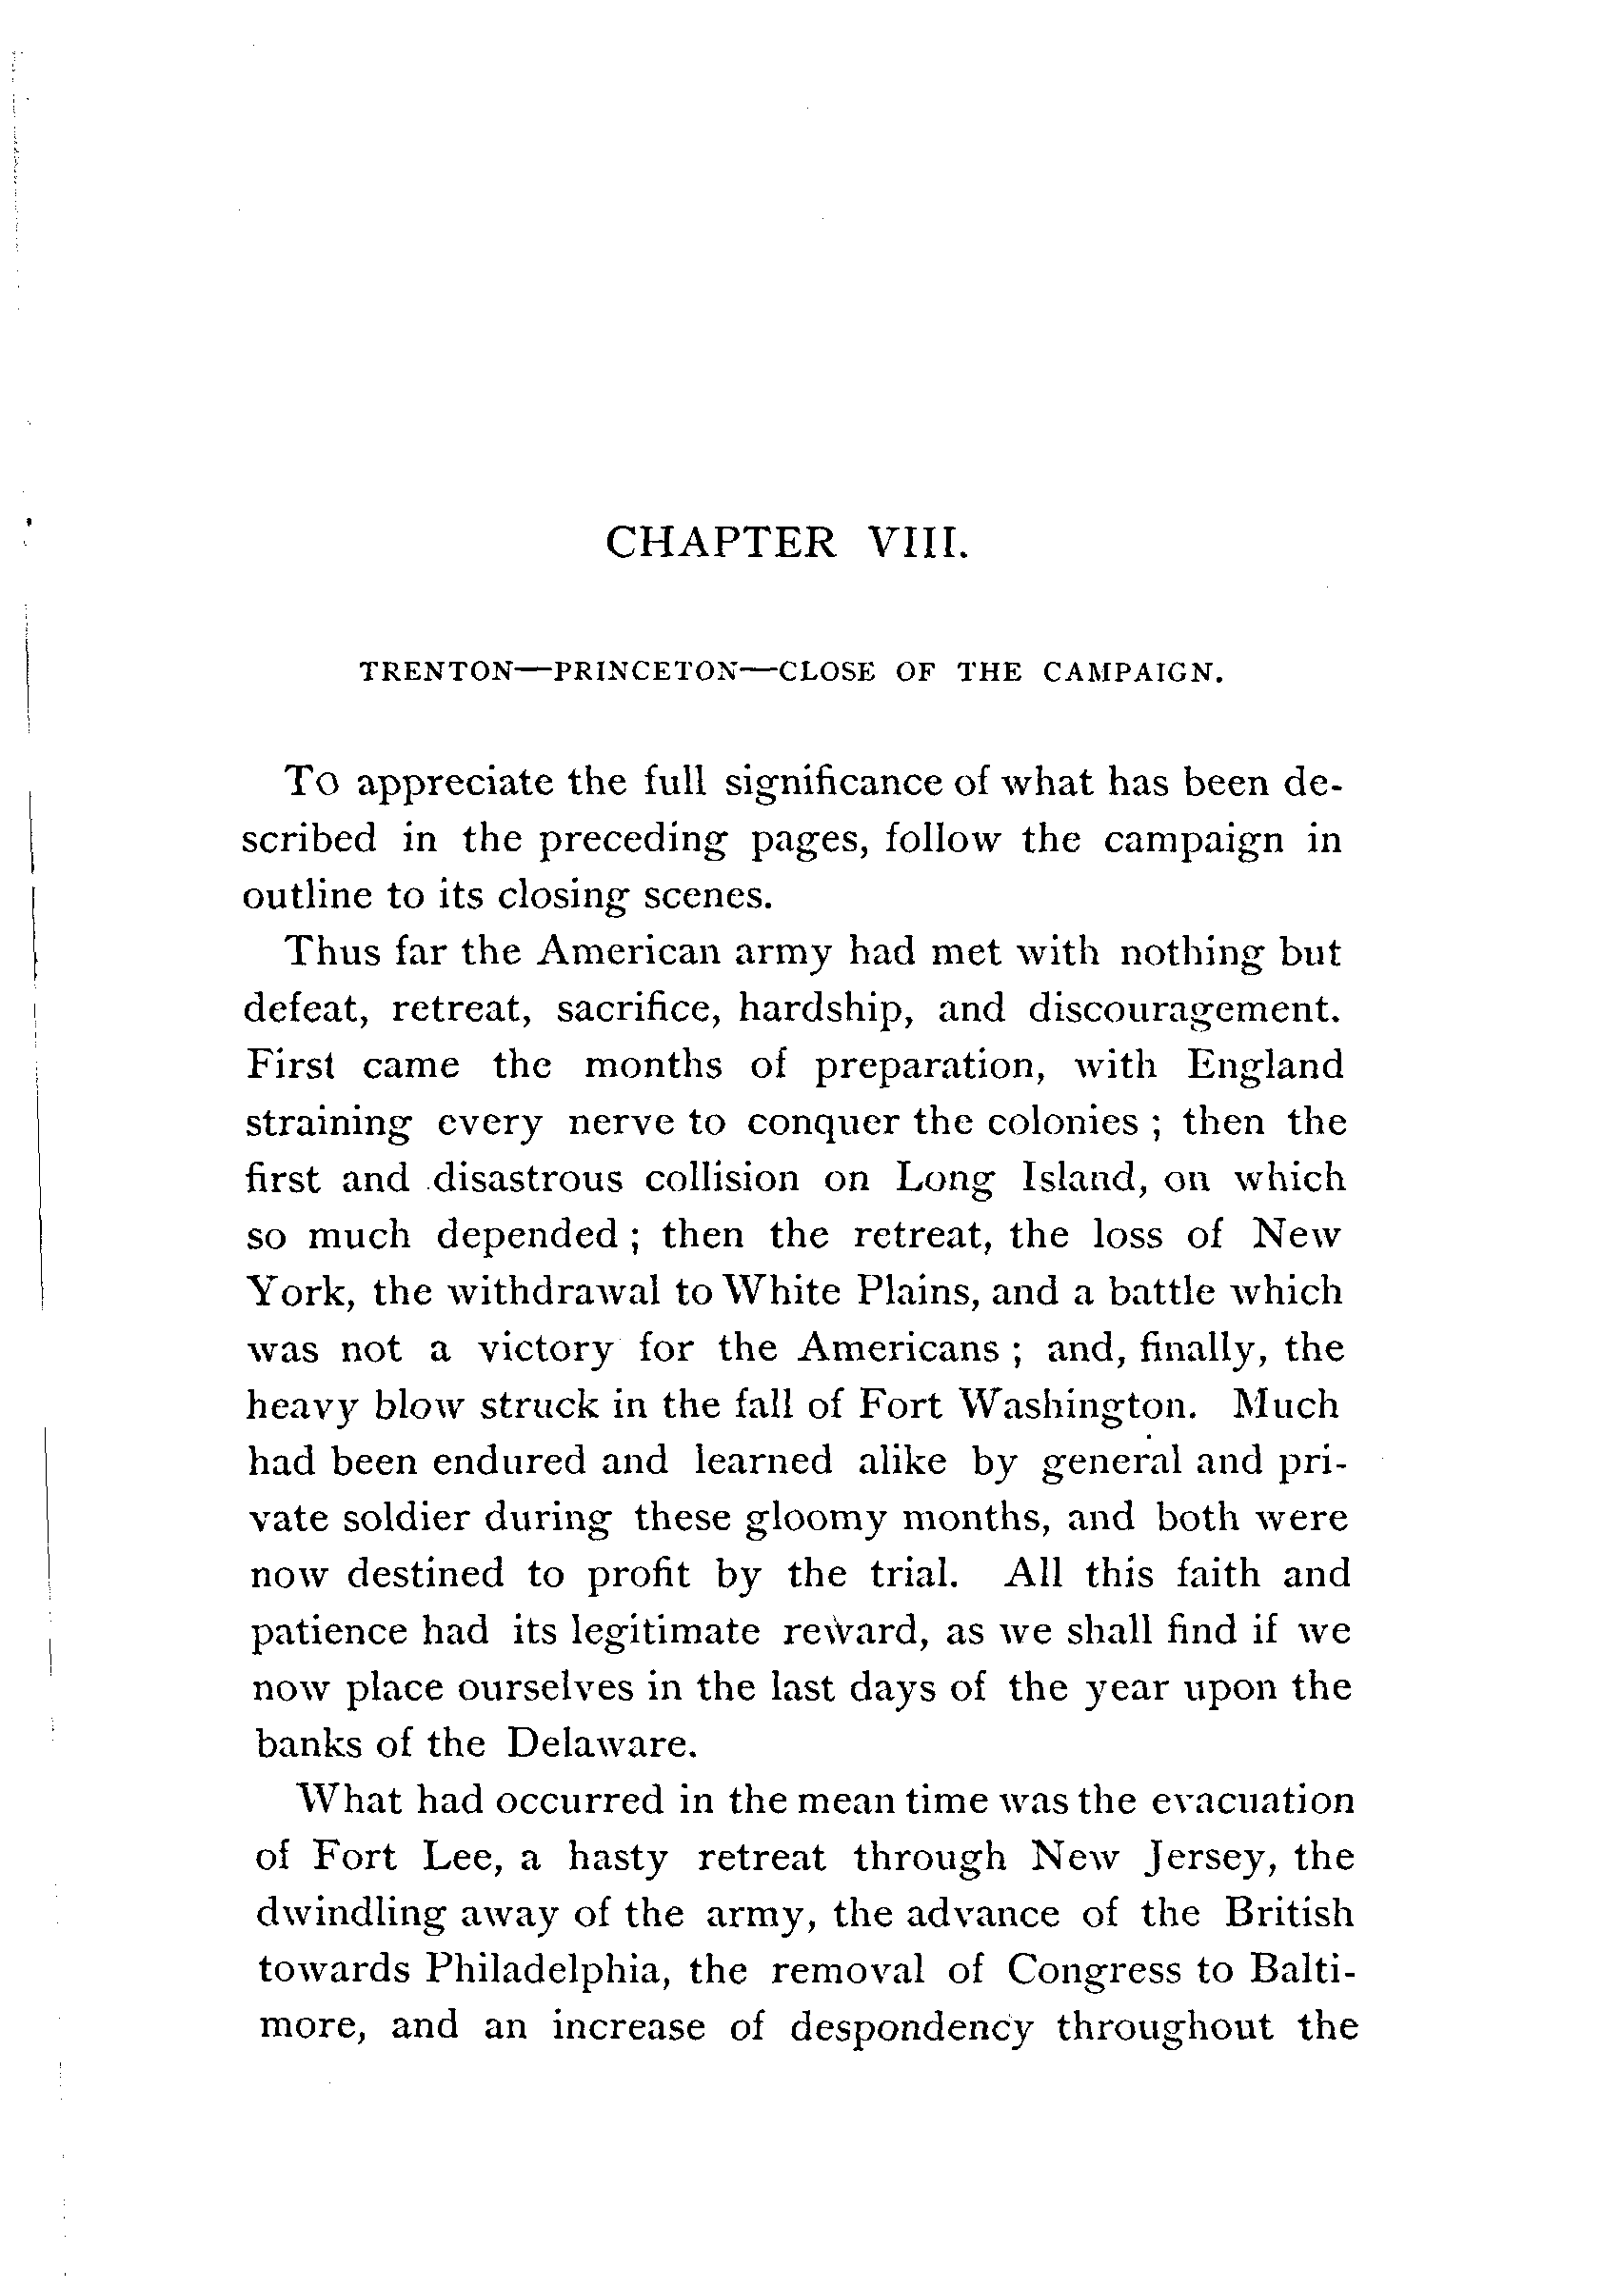 CHAPTER VIII.
TRENTON—PRINCETON—CLOSE OF THE CAMPAIGN.
To appreciate the full significance of what has been de-
scribed in the preceding pages, follow the campaign in
outline to its closing scenes.
Thus far the American army had met with nothing but
defeat, retreat, sacrifice, hardship, and discouragement.
First came the months of preparation, with England
straining every nerve to conquer the colonies ; then the
first and disastrous collision on Long Island, on which
so much depended ; then the retreat, the loss of New
York, the withdrawal to White Plains, and a battle which
was not a victory for the Americans ; and, finally, the
heavy blow struck in the fall of Fort Washington. Much
had been endured and learned alike by general and pri-
vate soldier during these gloomy months, and both were
now destined to profit by the trial. All this faith and
patience had its legitimate reward, as we shall find if we
now place ourselves in the last days of the year upon the
banks of the Delaware.
What had occurred in the mean time was the evacuation
of Fort Lee, a hasty retreat through New Jersey, the
dwindling away of the army, the advance of the British
towards Philadelphia, the removal of Congress to Balti-
more, and an increase of despondency throughout the